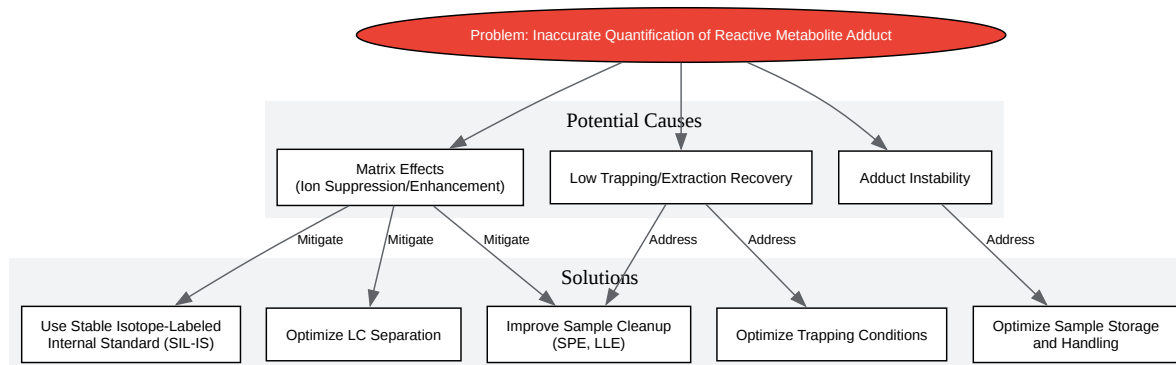 Problem: Inaccurate Quantification of Reactive Metabolite Adduct
Potential Causes
Matrix Effects
(Ion Suppression/Enhancement)
Low Trapping/Extraction Recovery
Adduct Instability
Mitigate
Mitigate
Mitigate
Address
Address
Address
Solutions
Use Stable Isotope-Labeled
Internal Standard (SIL-IS)
Optimize LC Separation
Improve Sample Cleanup
(SPE, LLE)
Optimize Trapping Conditions
Optimize Sample Storage
and Handling